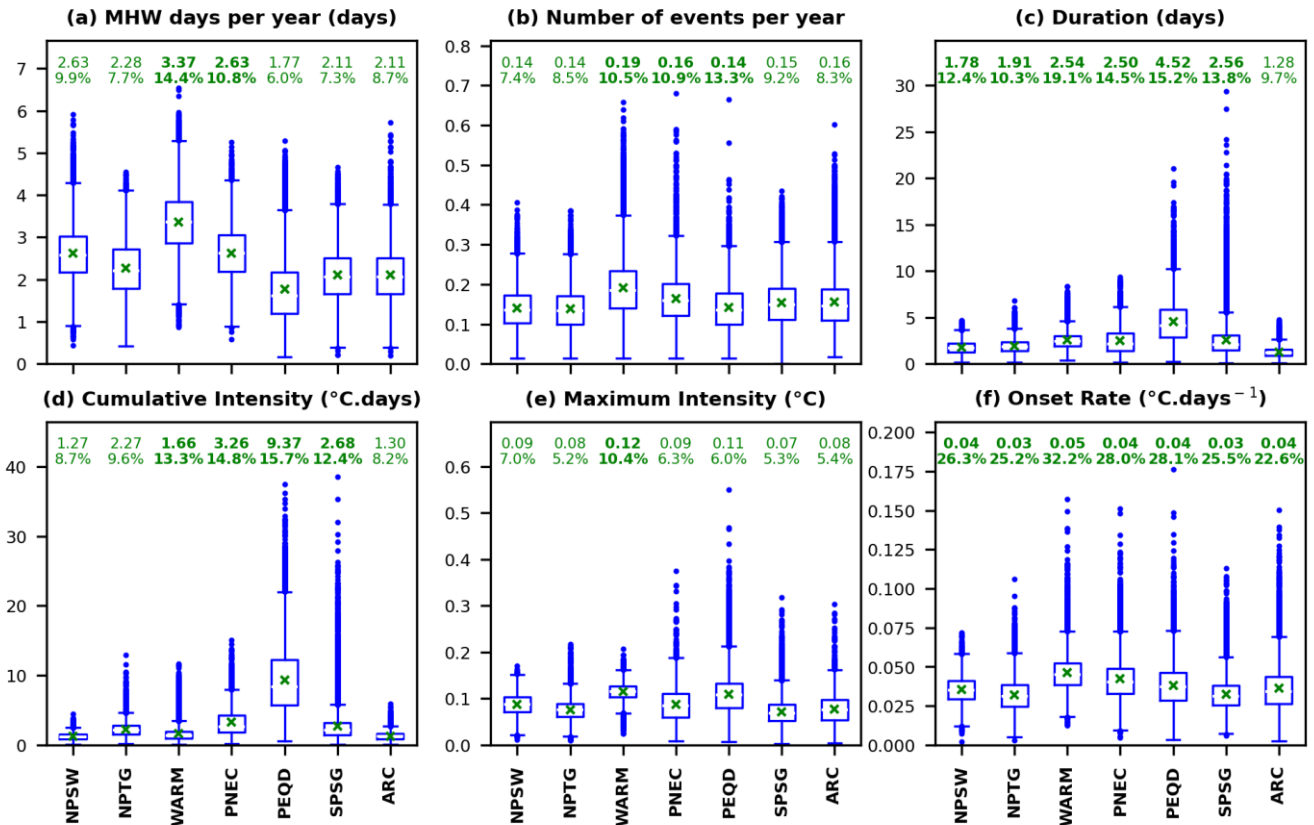 (a) MHW days per year (days)
2.63 2.28 3.37 2.63 1.77 2.11 2.11
9.9% 7.7% 14.4% 10.8% 6.0% 7.3% 8.7%
7
6
5
4
3
2
1
0
(b) Number of events per year
0.14 0.14 0.19 0.16 0.14 0.15 0.16
7.4% 8.5% 10.5% 10.9% 13.3% 9.2% 8.3%
0.8
0.7
0.6
0.5
0.4
0.3
0.2
0.1
0.0
(c) Duration (days)
1.78 1.91 2.54 2.50 4.52 2.56 1.28
12.4% 10.3% 19.1% 14.5% 15.2% 13.8% 9.7%
30
25
20
15
10
5
0
(d) Cumulative Intensity (°C.days)
1.27 2.27 1.66 3.26 9.37 2.68 1.30
8.7% 9.6% 13.3% 14.8% 15.7% 12.4% 8.2%
40
30
20
10
0
NPSW NPTG WARM PNEC PEQD SPSG ARC
(e) Maximum Intensity (°C)
0.09 0.08 0.12 0.09 0.11 0.07 0.08
7.0% 5.2% 10.4% 6.3% 6.0% 5.3% 5.4%
0.6
0.5
0.4
0.3
0.2
0.1
0.0
NPSW NPTG WARM PNEC PEQD SPSG ARC
(f) Onset Rate (°C.days⁻¹)
0.04 0.03 0.05 0.04 0.04 0.03 0.04
26.3% 25.2% 32.2% 28.0% 28.1% 25.5% 22.6%
0.200
0.175
0.150
0.125
0.100
0.075
0.050
0.025
0.000
NPSW NPTG WARM PNEC PEQD SPSG ARC